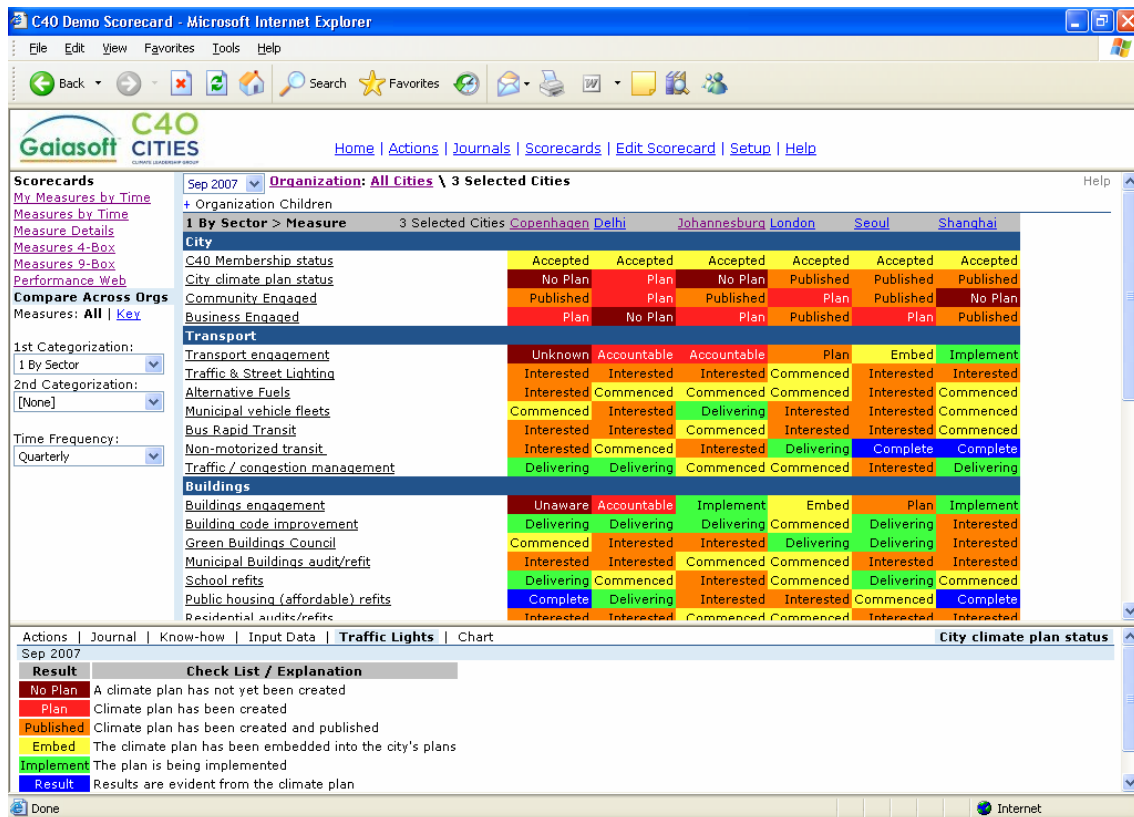 C40 Demo Scorecard - Microsoft Internet Explorer
File Edit View Favorites Tools Help
Back Search Favorites
Gaiasoft C40 CITIES
CLIMATE LEADERSHIP GROUP
Home | Actions | Journals | Scorecards | Edit Scorecard | Setup | Help
Scorecards
My Measures by Time
Measures by Time
Measure Details
Measures 4-Box
Measures 9-Box
Performance Web
Compare Across Orgs
Measures: All | Key
1st Categorization:
1 By Sector
2nd Categorization:
[None]
Time Frequency:
Quarterly
Sep 2007 Organization: All Cities \ 3 Selected Cities Help
+ Organization Children
1 By Sector > Measure 3 Selected Cities Copenhagen Delhi Johannesburg London Seoul Shanghai
City
C40 Membership status Accepted Accepted Accepted Accepted Accepted Accepted
City climate plan status No Plan Plan No Plan Published Published Published
Community Engaged Published Plan Published Plan Published No Plan
Business Engaged Plan No Plan Plan Published Plan Published
Transport
Transport engagement Unknown Accountable Accountable Plan Embed Implement
Traffic & Street Lighting Interested Interested Interested Commenced Interested Interested
Alternative Fuels Interested Commenced Commenced Commenced Interested Commenced
Municipal vehicle fleets Commenced Interested Delivering Interested Interested Commenced
Bus Rapid Transit Interested Interested Commenced Interested Interested Commenced
Non-motorized transit Interested Commenced Interested Delivering Complete Complete
Traffic / congestion management Delivering Delivering Commenced Commenced Interested Delivering
Buildings
Buildings engagement Unaware Accountable Implement Embed Plan Implement
Building code improvement Delivering Delivering Delivering Commenced Delivering Interested
Green Buildings Council Commenced Interested Interested Delivering Delivering Interested
Municipal Buildings audit/refit Interested Interested Commenced Commenced Interested Interested
School refits Delivering Commenced Interested Commenced Delivering Commenced
Public housing (affordable) refits Complete Delivering Interested Interested Commenced Complete
Residential audits/refits Interested Interested Commenced Commenced Interested Interested
Actions | Journal | Know-how | Input Data | Traffic Lights | Chart City climate plan status
Sep 2007
Result Check List / Explanation
No Plan A climate plan has not yet been created
Plan Climate plan has been created
Published Climate plan has been created and published
Embed The climate plan has been embedded into the city's plans
Implement The plan is being implemented
Result Results are evident from the climate plan
Done Internet